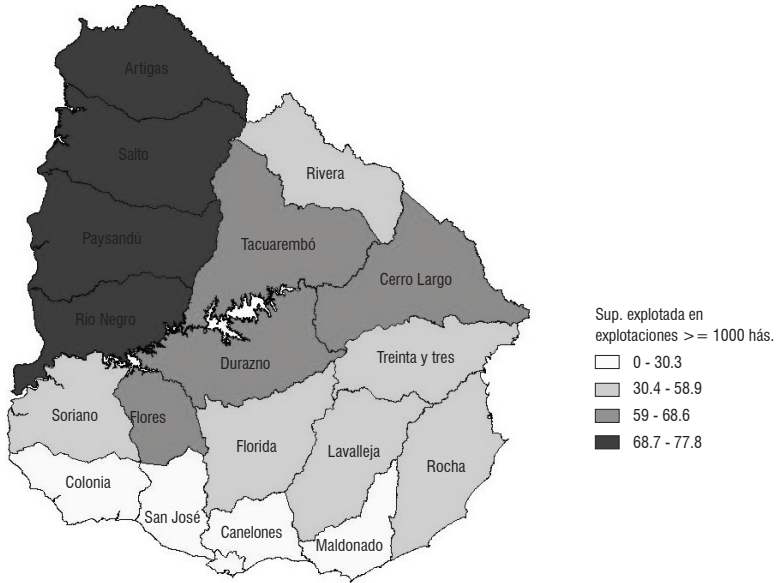 Artigas
Salto
Rivera
Paysandú
Tacuarembó
Cerro Largo
Río Negro
Sup. explotada en
explotaciones >= 1000 hás.
0 - 30.3
30.4 - 58.9
59 - 68.6
68.7 - 77.8
Durazno
Treinta y tres
Soriano
Flores
Florida
Lavalleja
Rocha
Colonia
San José
Canelones
Maldonado